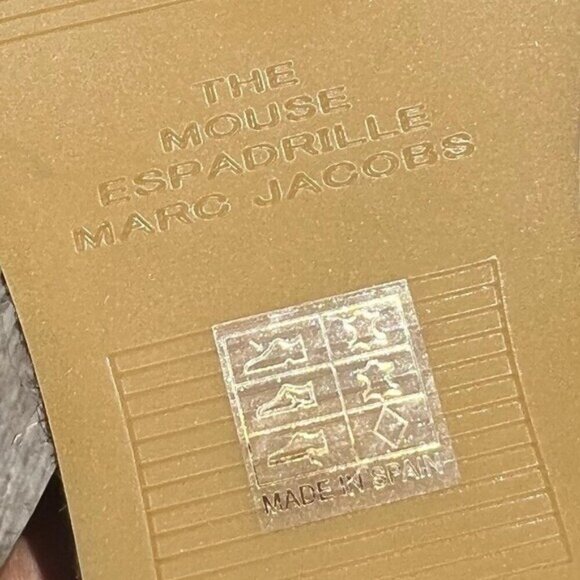 THE
MOUSE
ESPADRILLE
MARC JACOBS
MADE IN SPAIN